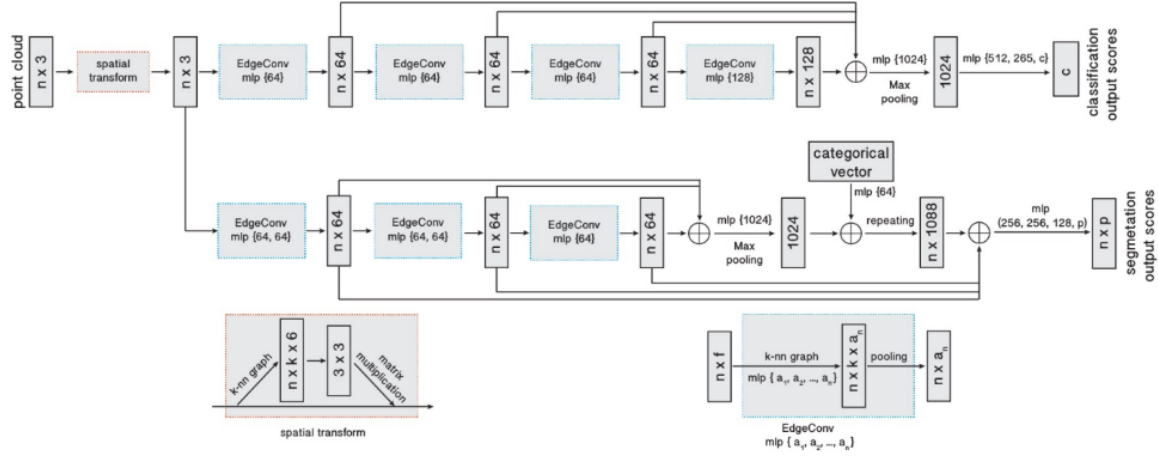 point cloud
n x 3
spatial
transform
n x 3
EdgeConv
mlp {64}
n x 64
EdgeConv
mlp {64}
n x 64
EdgeConv
mlp {64}
n x 64
EdgeConv
mlp {128}
n x 128
mlp {1024}
Max
pooling
1024
mlp {512, 265, c}
c
classification
output scores
categorical
vector
mlp {64}
EdgeConv
mlp {64, 64}
n x 64
EdgeConv
mlp {64, 64}
n x 64
EdgeConv
mlp {64}
n x 64
mlp {1024}
Max
pooling
1024
repeating
n x 1088
mlp
(256, 256, 128, p}
n x p
segmetation
output scores
k-nn graph
n x k x 6
3 x 3
matrix
multiplication
spatial transform
n x f
k-nn graph
mlp { a₁, a₂, ..., aₙ}
n x k x aₙ
pooling
n x aₙ
EdgeConv
mlp { a₁, a₂, ..., aₙ}